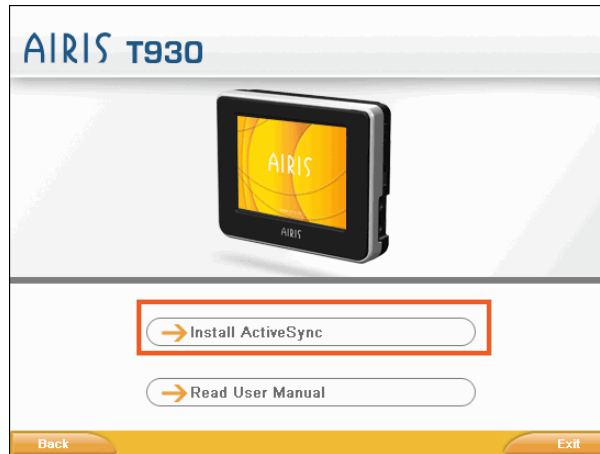 AIRIS T930
AIRIS
AIRIS
Install ActiveSync
Read User Manual
Back
Exit